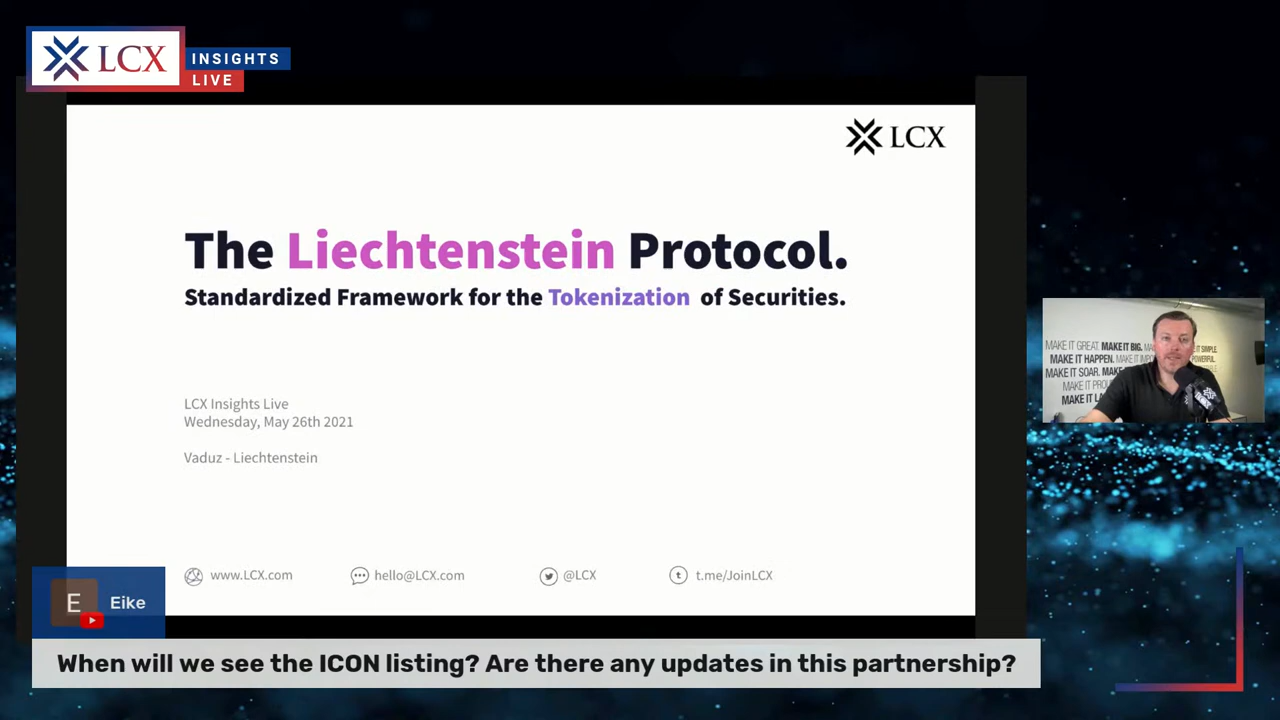 LCX
INSIGHTS
LIVE
LCX
The Liechtenstein Protocol.
Standardized Framework for the Tokenization of Securities.
LCX Insights Live
Wednesday, May 26th 2021
Vaduz - Liechtenstein
www.LCX.com
hello@LCX.com
@LCX
t.me/JoinLCX
MAKE IT GREAT. MAKE IT BIG.
MAKE IT HAPPEN.
MAKE IT SOAR.
E
Eike
When will we see the ICON listing? Are there any updates in this partnership?